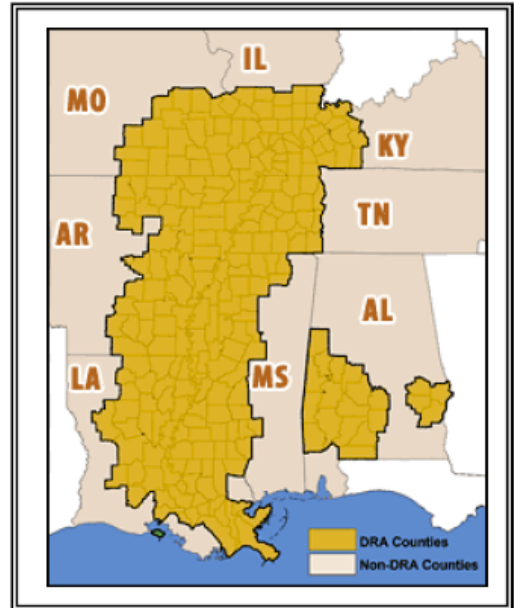 IL
MO
KY
TN
AR
AL
LA
MS
DRA Counties
Non-DRA Counties